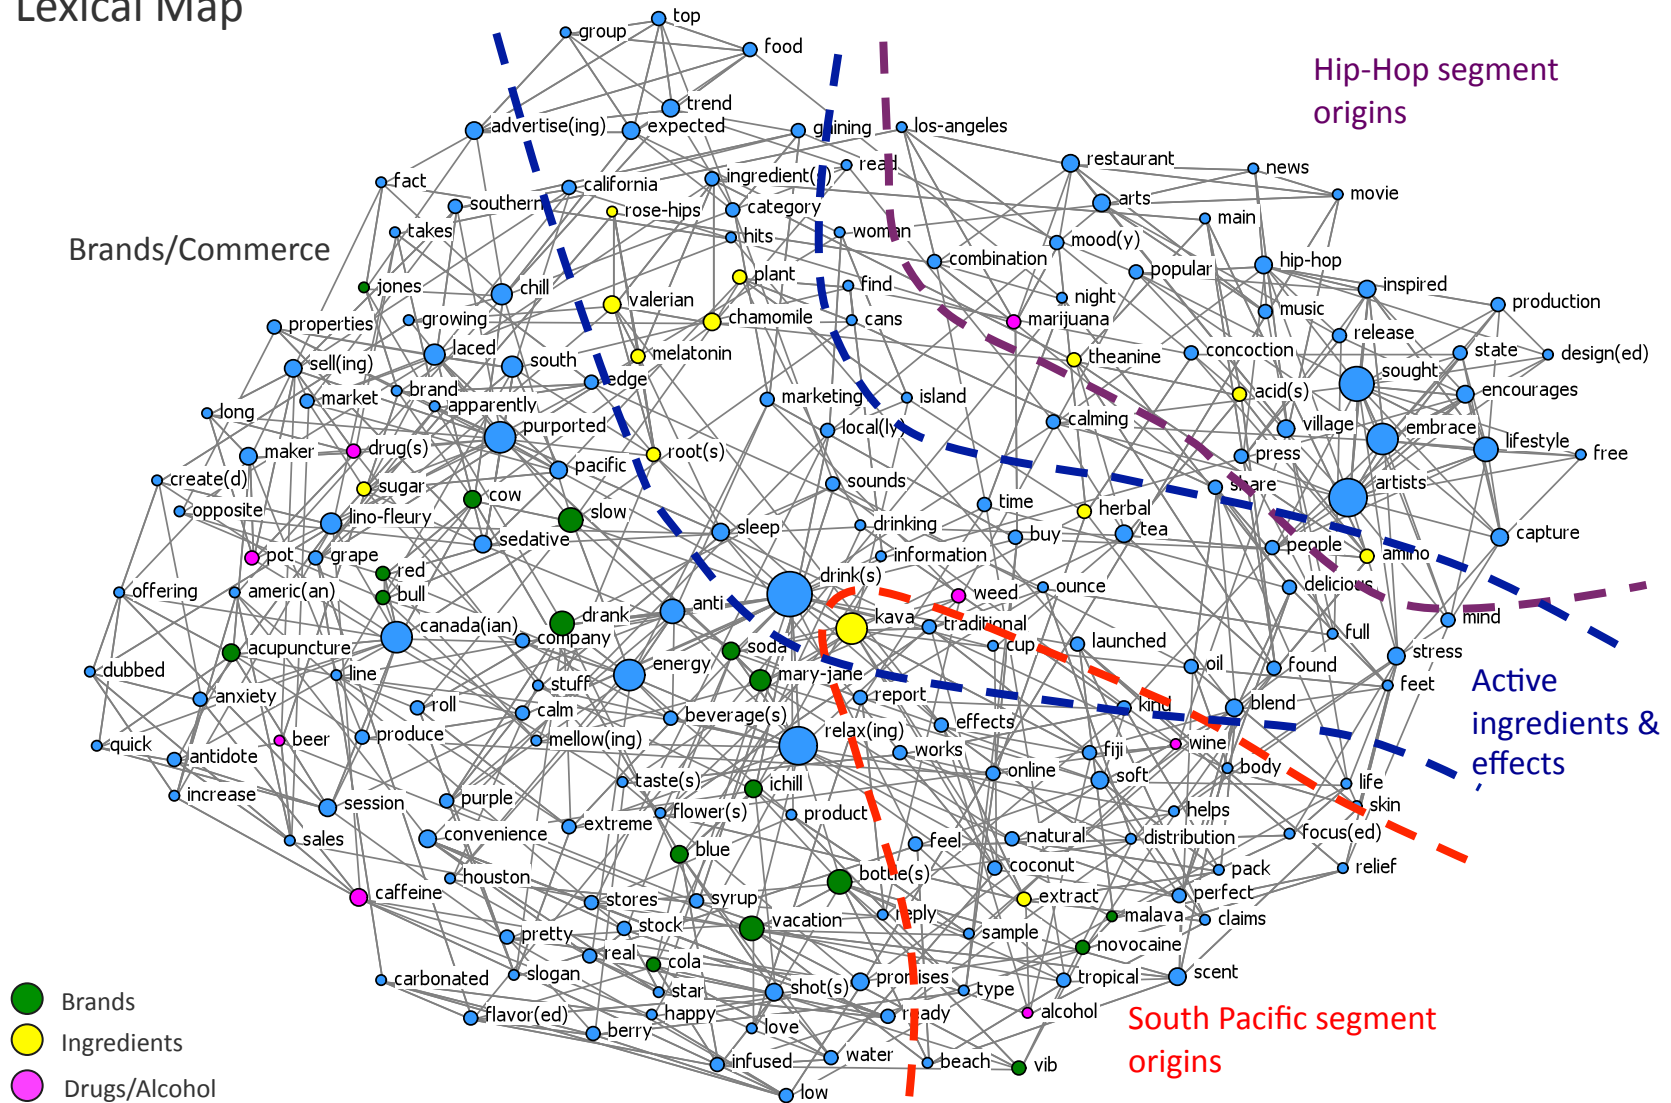 Lexical Map
top
group
food
trend
advertise(ing)
expected
gaining
los-angeles
Hip-Hop segment
origins
restaurant
news
read
fact
california
ingredient(s)
movie
southern
rose-hips
category
arts
main
takes
hits
woman
mood(y)
Brands/Commerce
combination
popular
hip-hop
plant
jones
chill
valerian
find
night
inspired
production
chamomile
cans
marijuana
music
properties
growing
release
laced
south
melatonin
theanine
concoction
state
design(ed)
sell(ing)
edge
sought
brand
market
apparently
marketing
island
acid(s)
encourages
long
purported
local(ly)
calming
village
embrace
lifestyle
maker
drug(s)
root(s)
press
free
pacific
create(d)
sugar
cow
sounds
share
artists
opposite
lino-fleury
slow
time
herbal
sleep
drinking
buy
tea
capture
sedative
people
pot
grape
information
amino
red
drink(s)
offering
americ(an)
bull
weed
ounce
delicious
anti
drank
canada(ian)
company
kava
traditional
mind
acupuncture
soda
cup
launched
full
dubbed
line
energy
mary-jane
oil
found
stress
stuff
feet
anxiety
report
Active
ingredients &
effects
roll
calm
beverage(s)
effects
kind
blend
quick
beer
produce
mellow(ing)
relax(ing)
works
fiji
wine
antidote
online
soft
body
increase
taste(s)
ichill
life
session
purple
flower(s)
product
helps
skin
sales
convenience
extreme
feel
natural
distribution
focus(ed)
blue
houston
bottle(s)
coconut
pack
relief
caffeine
stores
syrup
extract
perfect
reply
malava
claims
pretty
stock
vacation
sample
novocaine
real
carbonated
slogan
cola
promises
tropical
scent
star
shot(s)
type
Brands
flavor(ed)
happy
ready
alcohol
South Pacific segment
origins
berry
love
Ingredients
infused
water
beach
vib
Drugs/Alcohol
low